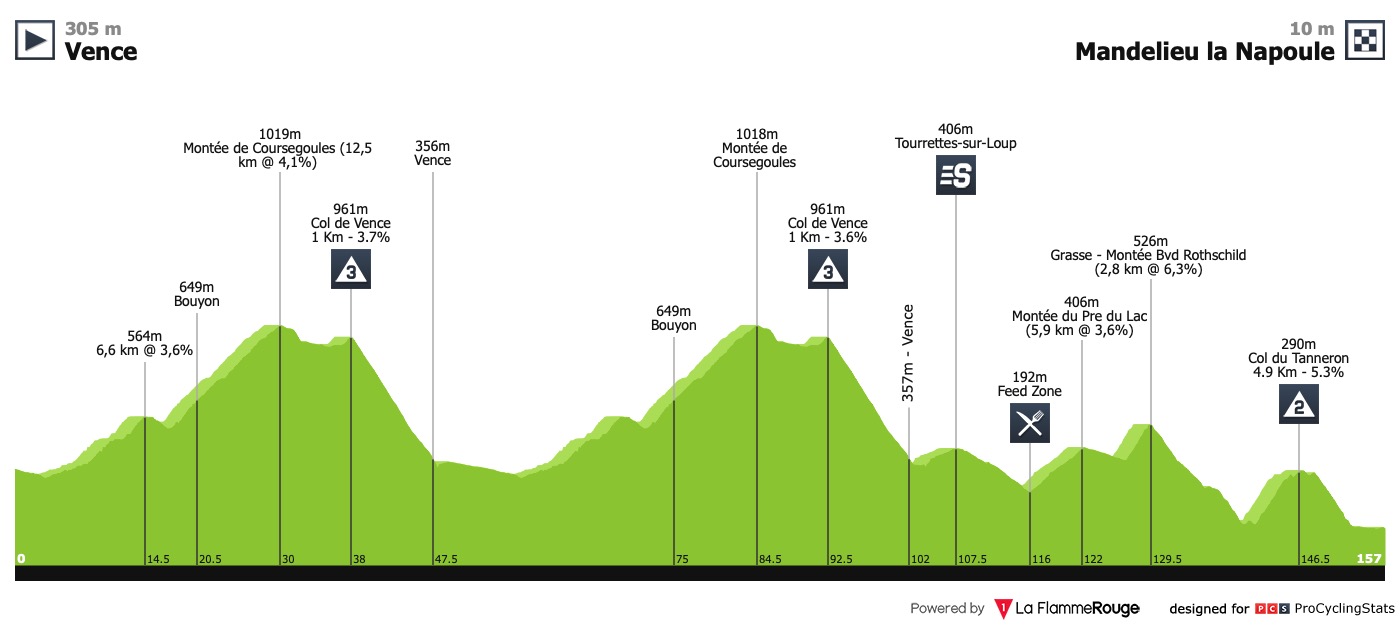 305 m
Vence
10 m
Mandelieu la Napoule
1019m
Montée de Coursegoules (12,5
km @ 4,1%)
356m
Vence
961m
Col de Vence
1 Km - 3.7%
3
649m
Bouyon
564m
6,6 km @ 3,6%
1018m
Montée de
Coursegoules
961m
Col de Vence
1 Km - 3.6%
3
649m
Bouyon
406m
Tourrettes-sur-Loup
S
357m - Vence
526m
Grasse - Montée Bvd Rothschild
(2,8 km @ 6,3%)
406m
Montée du Pre du Lac
(5,9 km @ 3,6%)
192m
Feed Zone
290m
Col du Tanneron
4.9 Km - 5.3%
2
0 14.5 20.5 30 38 47.5 75 84.5 92.5 102 107.5 116 122 129.5 146.5 157
Powered by 1 La FlammeRouge designed for PCS ProCyclingStats